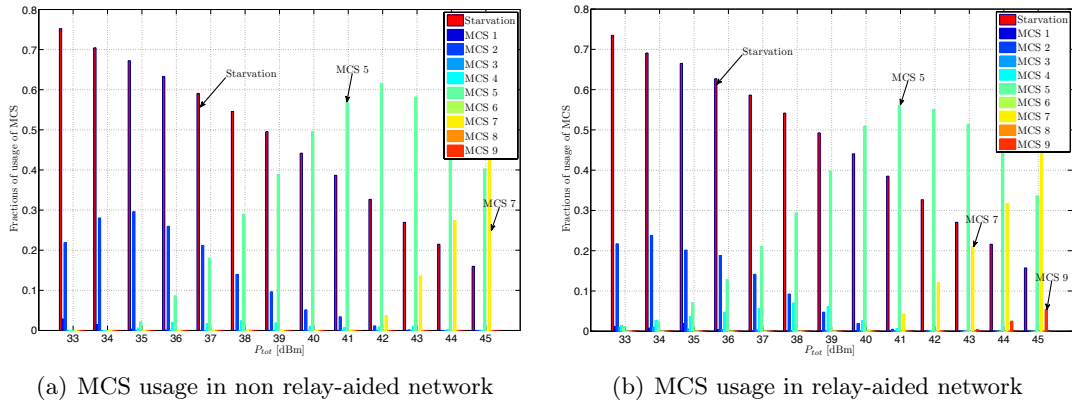 0.8
0.7
0.6
0.5
0.4
0.3
0.2
0.1
0
Fractions of usage of MCS
33 34 35 36 37 38 39 40 41 42 43 44 45
P_tot [dBm]
Starvation
MCS 5
MCS 7
Starvation
MCS 1
MCS 2
MCS 3
MCS 4
MCS 5
MCS 6
MCS 7
MCS 8
MCS 9
(a) MCS usage in non relay-aided network
0.8
0.7
0.6
0.5
0.4
0.3
0.2
0.1
0
Fractions of usage of MCS
33 34 35 36 37 38 39 40 41 42 43 44 45
P_tot [dBm]
Starvation
MCS 5
MCS 7
MCS 9
Starvation
MCS 1
MCS 2
MCS 3
MCS 4
MCS 5
MCS 6
MCS 7
MCS 8
MCS 9
(b) MCS usage in relay-aided network